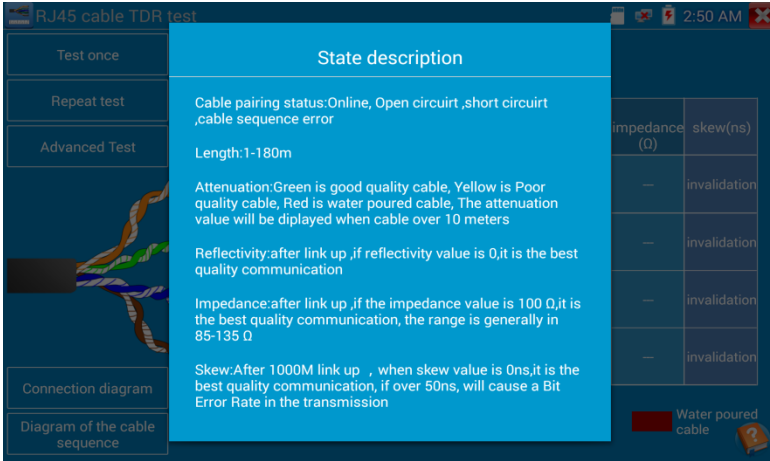 RJ45 cable TDR test
2:50 AM
Test once
Repeat test
Advanced Test
Connection diagram
Diagram of the cable
sequence
State description
Cable pairing status:Online, Open circuirt ,short circuirt
,cable sequence error
Length:1-180m
Attenuation:Green is good quality cable, Yellow is Poor
quality cable, Red is water poured cable, The attenuation
value will be diplayed when cable over 10 meters
Reflectivity:after link up ,if reflectivity value is 0,it is the best
quality communication
Impedance:after link up ,if the impedance value is 100 Ω,it is
the best quality communication, the range is generally in
85-135 Ω
Skew:After 1000M link up , when skew value is 0ns,it is the
best quality communication, if over 50ns, will cause a Bit
Error Rate in the transmission
impedance
(Ω)
skew(ns)
— invalidation
— invalidation
— invalidation
— invalidation
Water poured
cable